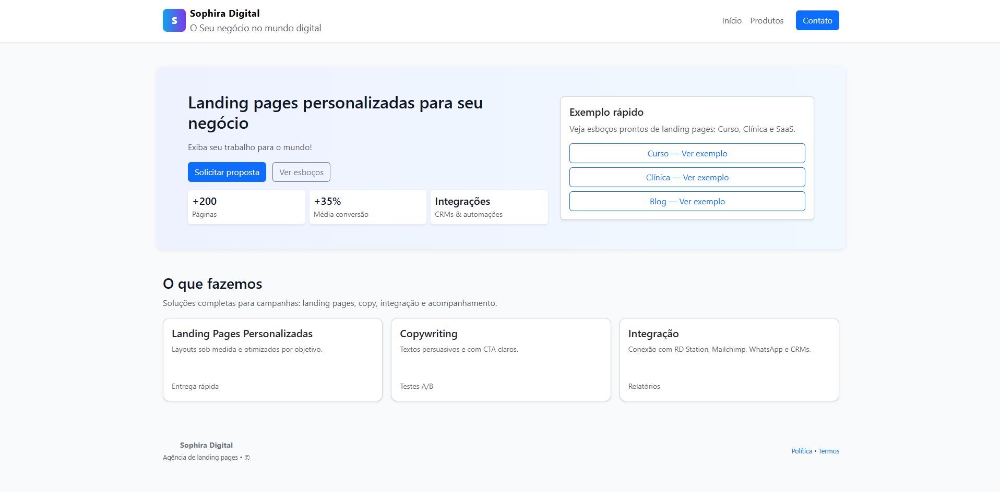 S
Sophira Digital
O Seu negócio no mundo digital
Início
Produtos
Contato
Landing pages personalizadas para seu
negócio
Exiba seu trabalho para o mundo!
Solicitar proposta
Ver esboços
+200
Páginas
+35%
Média conversão
Integrações
CRMs & automações
Exemplo rápido
Veja esboços prontos de landing pages: Curso, Clínica e SaaS.
Curso — Ver exemplo
Clínica — Ver exemplo
Blog — Ver exemplo
O que fazemos
Soluções completas para campanhas: landing pages, copy, integração e acompanhamento.
Landing Pages Personalizadas
Layouts sob medida e otimizados por objetivo.
Entrega rápida
Copywriting
Textos persuasivos e com CTA claros.
Testes A/B
Integração
Conexão com RD Station, Mailchimp, WhatsApp e CRMs.
Relatórios
Sophira Digital
Agência de landing pages • ©
Política • Termos